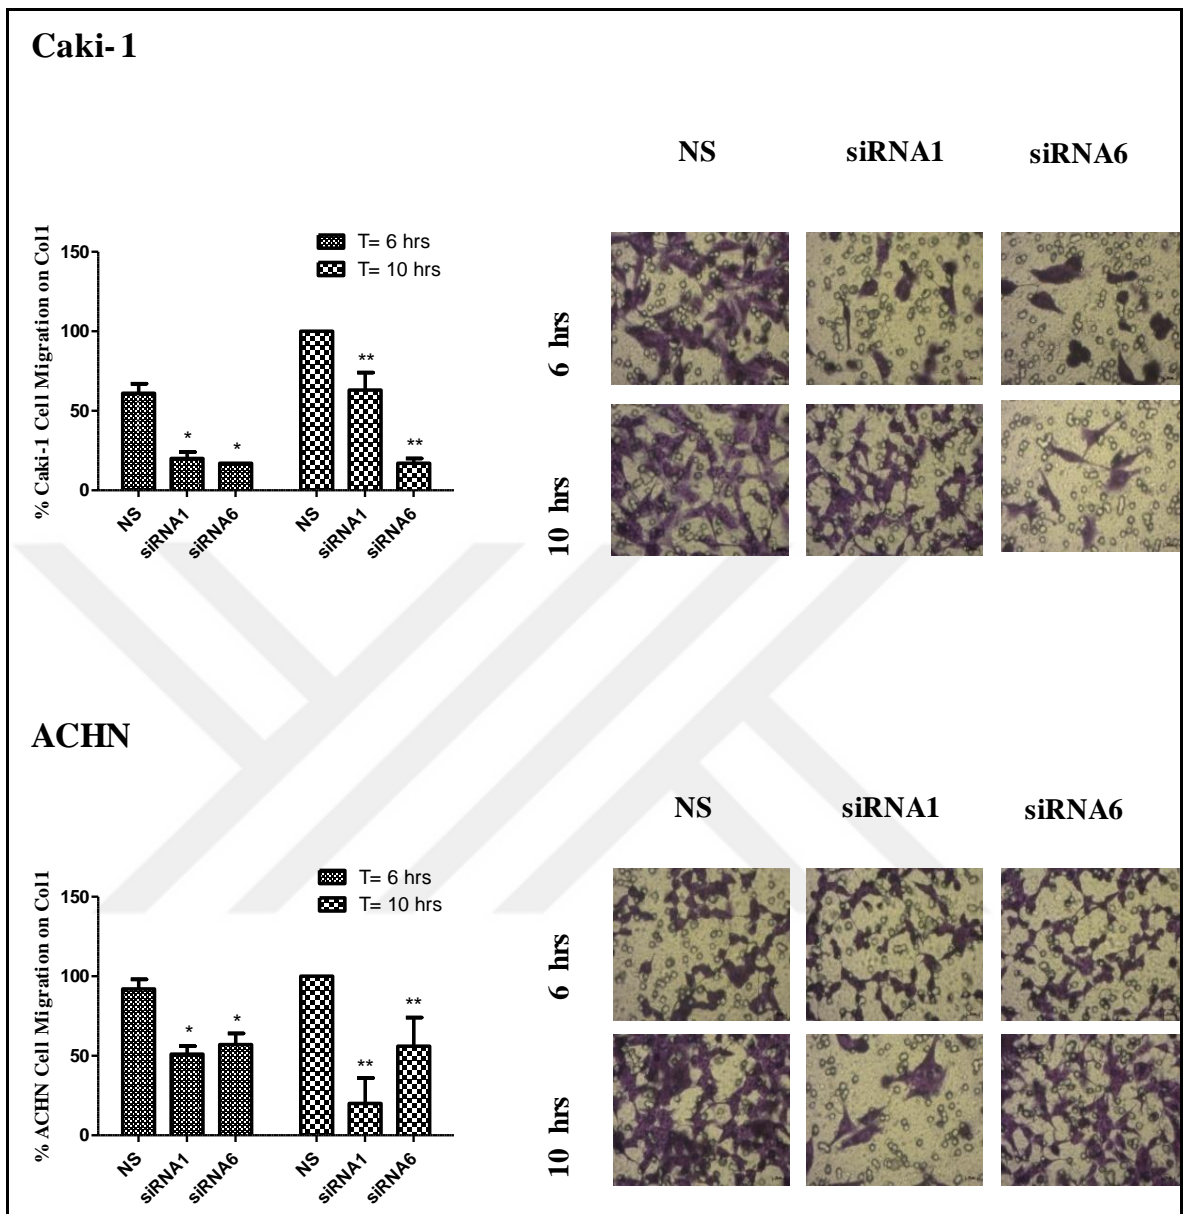 Caki-1
NS siRNA1 siRNA6
T= 6 hrs
T= 10 hrs
% Caki-1 Cell Migration on Col1
150
100
50
0
* * ** **
NS siRNA1 siRNA6 NS siRNA1 siRNA6
6 hrs
10 hrs
ACHN
NS siRNA1 siRNA6
T= 6 hrs
T= 10 hrs
% ACHN Cell Migration on Col1
150
100
50
0
* * ** **
NS siRNA1 siRNA6 NS siRNA1 siRNA6
6 hrs
10 hrs